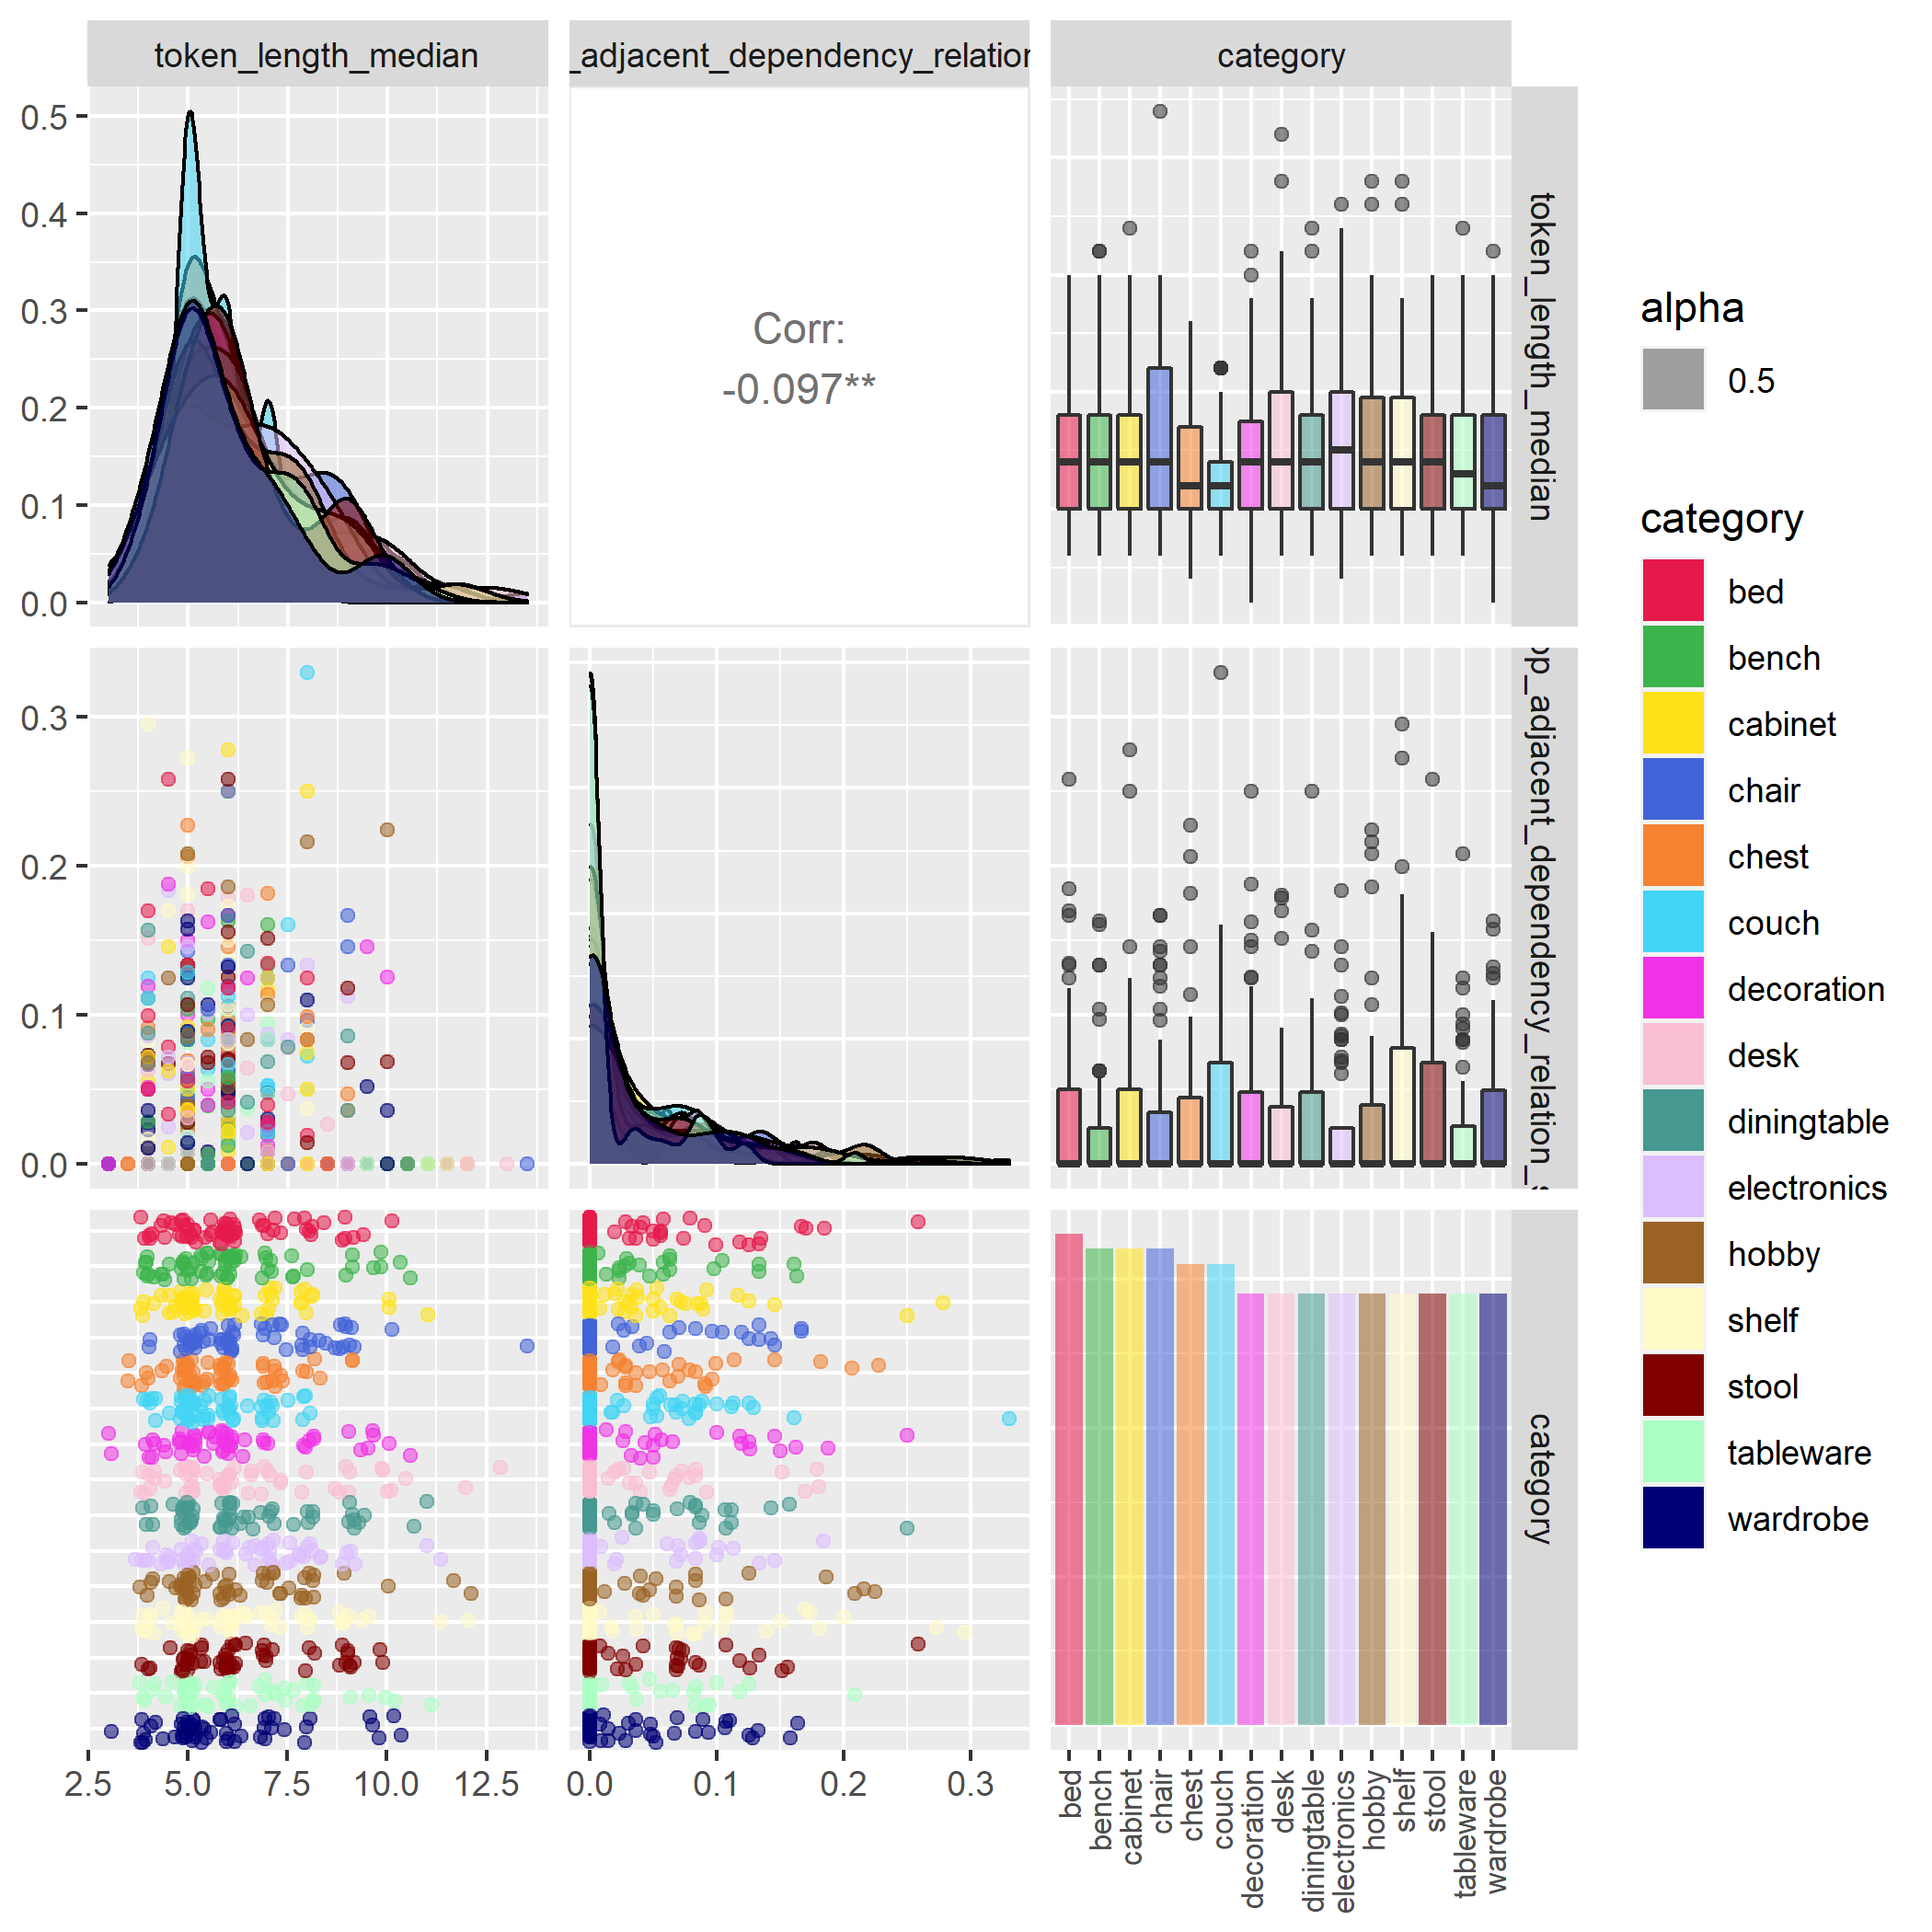 token_length_median
_adjacent_dependency_relation
category
0.5
0.4
0.3
0.2
0.1
0.0
Corr:
-0.097**
token_length_median
0.3
0.2
0.1
0.0
pp_adjacent_dependency_relation_s
category
2.5
5.0
7.5
10.0
12.5
0.0
0.1
0.2
0.3
bed
bench
cabinet
chair
chest
couch
decoration
desk
diningtable
electronics
hobby
shelf
stool
tableware
wardrobe
alpha
0.5
category
bed
bench
cabinet
chair
chest
couch
decoration
desk
diningtable
electronics
hobby
shelf
stool
tableware
wardrobe